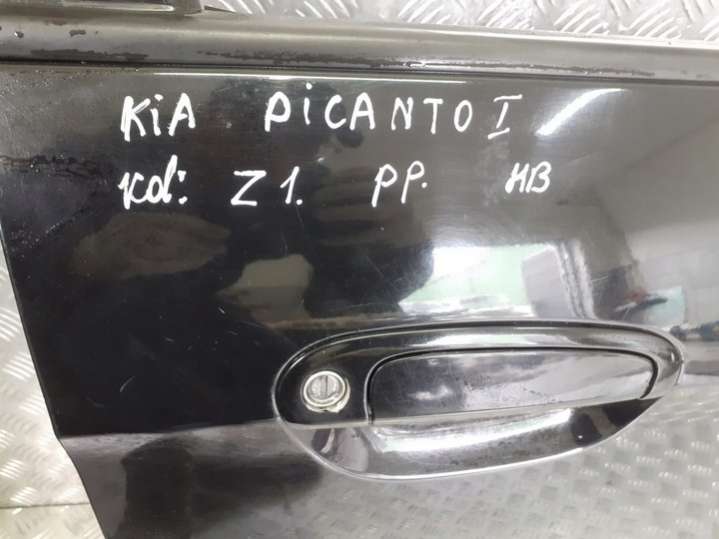 KiA PICANTO I
Kol: Z1. PP. HB